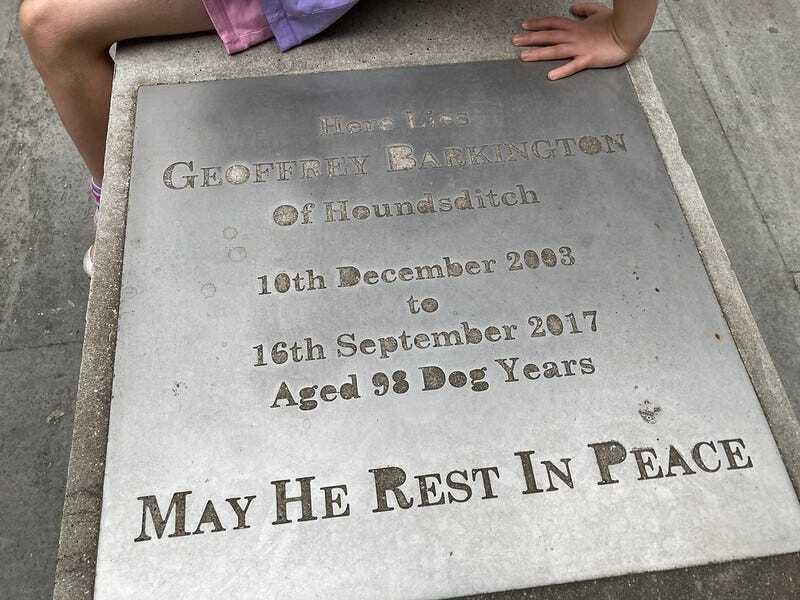 Here Lies
Geoffrey Barkington
Of Houndsditch
10th December 2003
to
16th September 2017
Aged 98 Dog Years
May He Rest In Peace